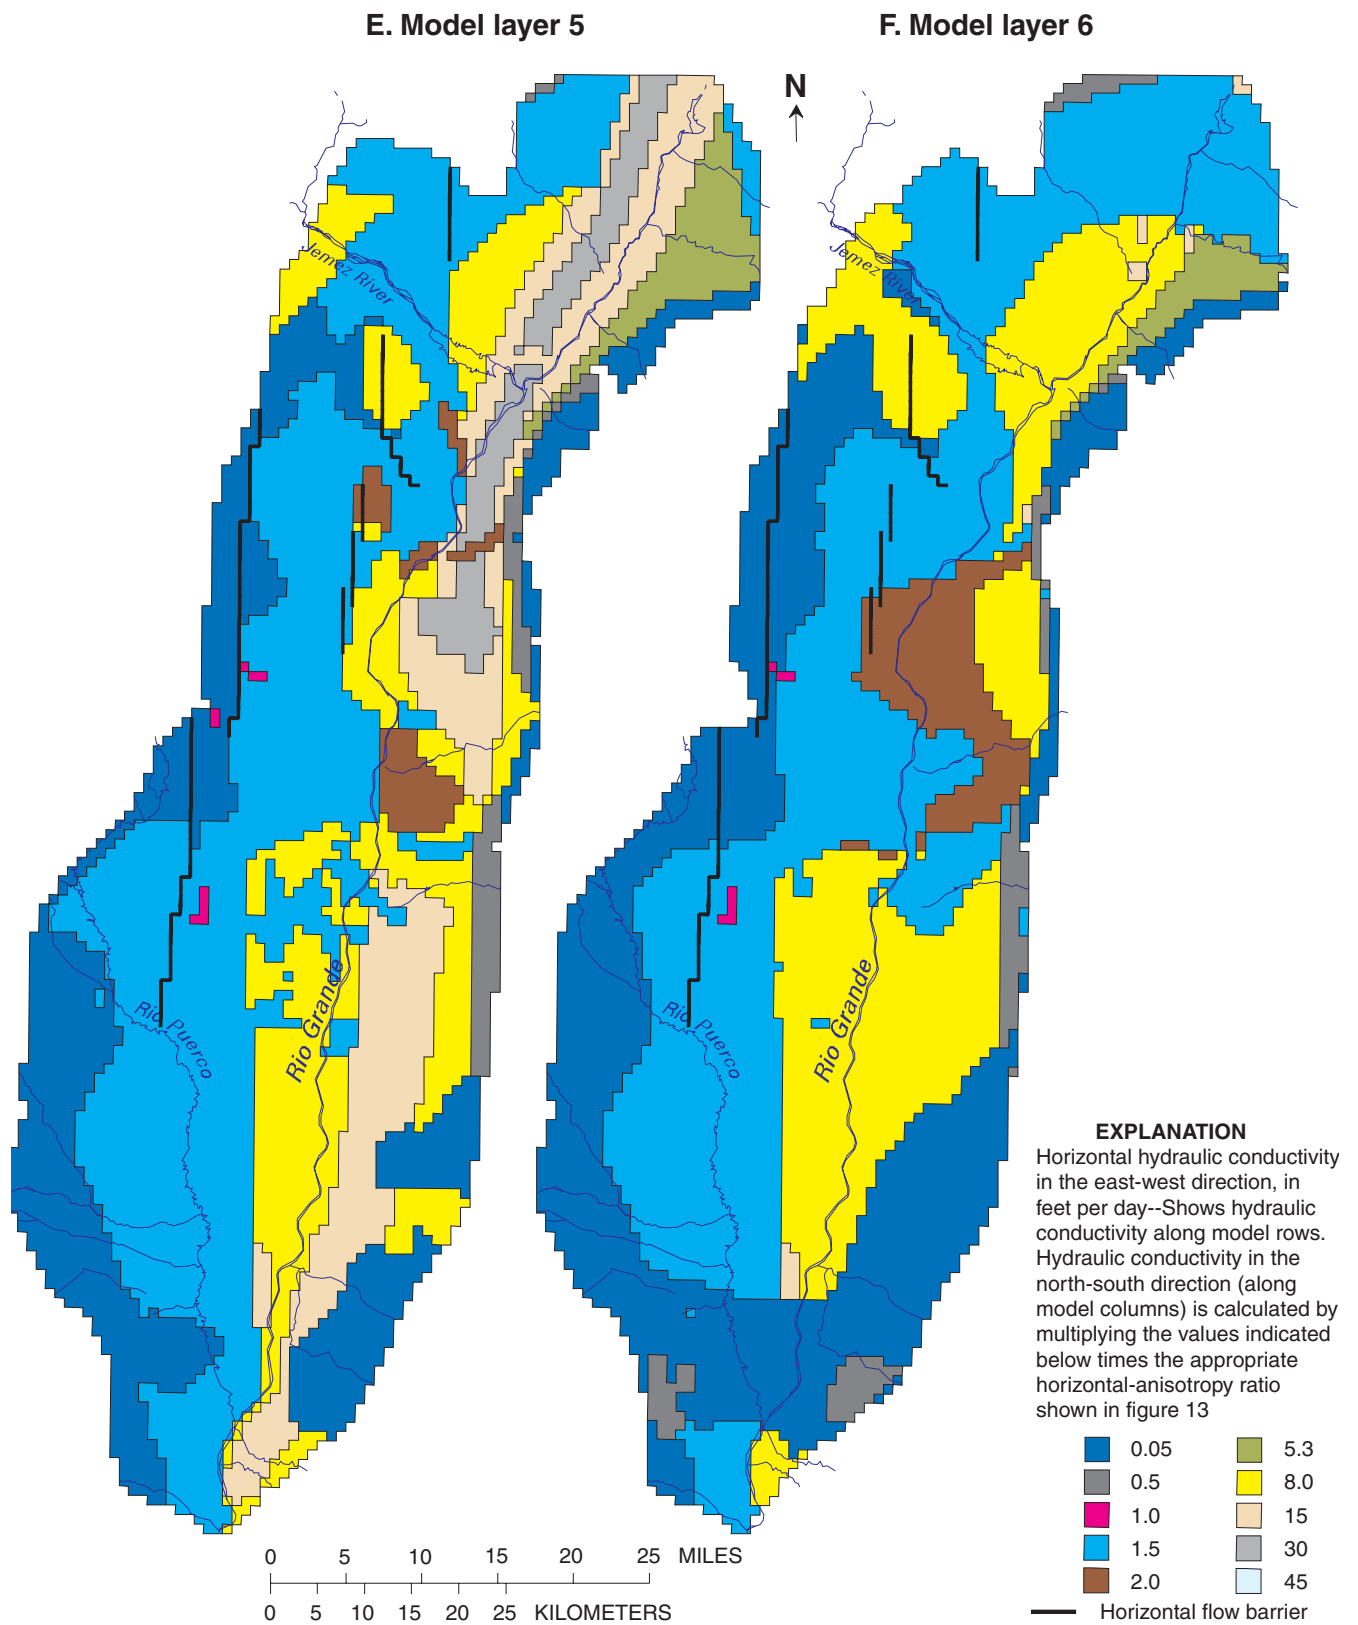 E. Model layer 5
F. Model layer 6
N
Jemez River
Jemez River
Rio Grande
Rio Puerco
Rio Grande
Rio Puerco
EXPLANATION
Horizontal hydraulic conductivity
in the east-west direction, in
feet per day--Shows hydraulic
conductivity along model rows.
Hydraulic conductivity in the
north-south direction (along
model columns) is calculated by
multiplying the values indicated
below times the appropriate
horizontal-anisotropy ratio
shown in figure 13
0.05
0.5
1.0
1.5
2.0
5.3
8.0
15
30
45
Horizontal flow barrier
0 5 10 15 20 25 MILES
0 5 10 15 20 25 KILOMETERS